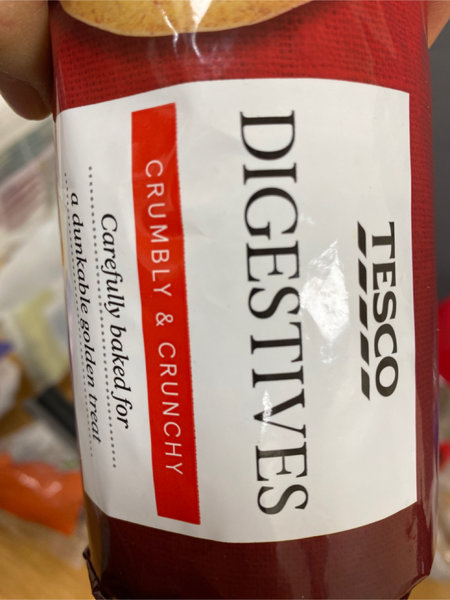 TESCO
DIGESTIVES
CRUMBLY & CRUNCHY
Carefully baked for
a dunkable golden treat